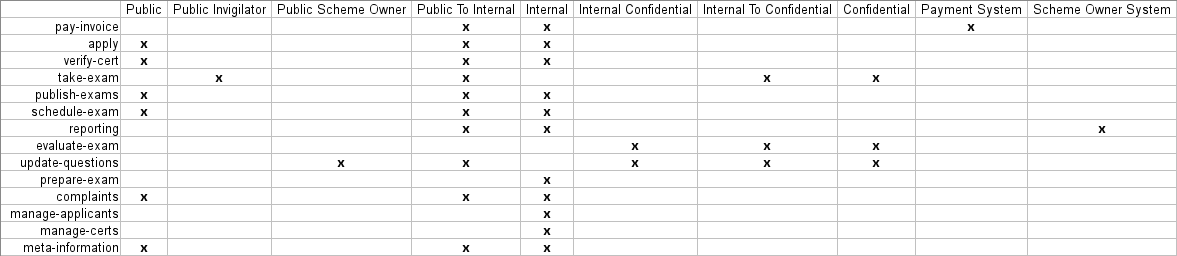 Public Public Invigilator Public Scheme Owner Public To Internal Internal Internal Confidential Internal To Confidential Confidential Payment System Scheme Owner System
pay-invoice x x x
apply x x x
verify-cert x x x
take-exam x x x x
publish-exams x x x
schedule-exam x x x
reporting x x x
evaluate-exam x x x
update-questions x x x x x
prepare-exam x
complaints x x x
manage-applicants x
manage-certs x
meta-information x x x